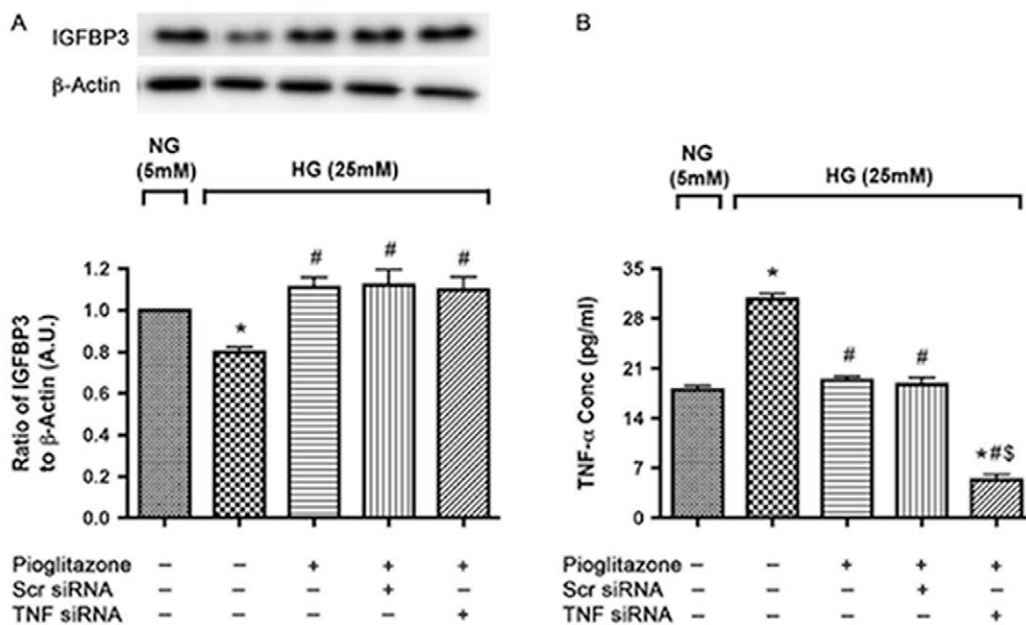 A
IGFBP3
β-Actin
NG
(5mM)
HG (25mM)
Ratio of IGFBP3
to β-Actin (A.U.)
1.2
1.0
0.8
0.6
0.4
0.2
0.0
★
#
#
#
Pioglitazone – – + + +
Scr siRNA – – – + –
TNF siRNA – – – – +
B
NG
(5mM)
HG (25mM)
TNF-α Conc (pg/ml)
35
28
21
14
7
0
★
#
#
★#$
Pioglitazone – – + + +
Scr siRNA – – – + –
TNF siRNA – – – – +